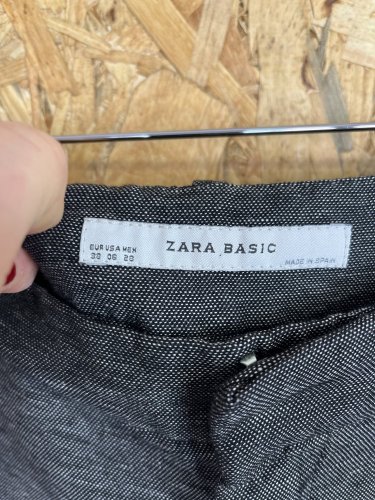 EUR USA MEX
38 06 28
ZARA BASIC
MADE IN SPAIN